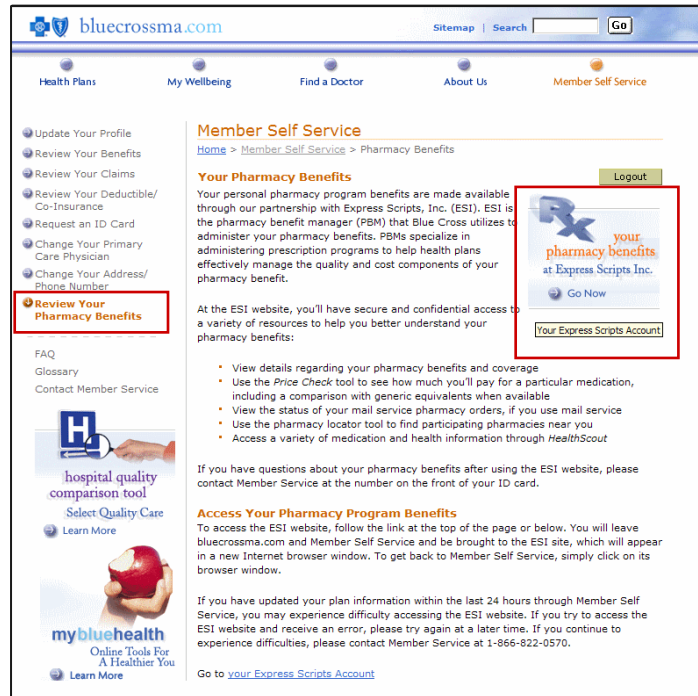 bluecrossma.com
Sitemap | Search
Go
Health Plans
My Wellbeing
Find a Doctor
About Us
Member Self Service
Update Your Profile
Review Your Benefits
Review Your Claims
Review Your Deductible/
Co-Insurance
Request an ID Card
Change Your Primary
Care Physician
Change Your Address/
Phone Number
Review Your
Pharmacy Benefits
FAQ
Glossary
Contact Member Service
H
hospital quality
comparison tool
Select Quality Care
Learn More
mybluehealth
Online Tools For
A Healthier You
Learn More
Member Self Service
Home > Member Self Service > Pharmacy Benefits
Your Pharmacy Benefits
Logout
Your personal pharmacy program benefits are made available
through our partnership with Express Scripts, Inc. (ESI). ESI is
the pharmacy benefit manager (PBM) that Blue Cross utilizes to
administer your pharmacy benefits. PBMs specialize in
administering prescription programs to help health plans
effectively manage the quality and cost components of your
pharmacy benefit.
Rx
your
pharmacy benefits
at Express Scripts Inc.
Go Now
Your Express Scripts Account
At the ESI website, you'll have secure and confidential access to
a variety of resources to help you better understand your
pharmacy benefits:
• View details regarding your pharmacy benefits and coverage
• Use the Price Check tool to see how much you'll pay for a particular medication,
including a comparison with generic equivalents when available
• View the status of your mail service pharmacy orders, if you use mail service
• Use the pharmacy locator tool to find participating pharmacies near you
• Access a variety of medication and health information through HealthScout
If you have questions about your pharmacy benefits after using the ESI website, please
contact Member Service at the number on the front of your ID card.
Access Your Pharmacy Program Benefits
To access the ESI website, follow the link at the top of the page or below. You will leave
bluecrossma.com and Member Self Service and be brought to the ESI site, which will appear
in a new Internet browser window. To get back to Member Self Service, simply click on its
browser window.
If you have updated your plan information within the last 24 hours through Member Self
Service, you may experience difficulty accessing the ESI website. If you try to access the
ESI website and receive an error, please try again at a later time. If you continue to
experience difficulties, please contact Member Service at 1-866-822-0570.
Go to your Express Scripts Account